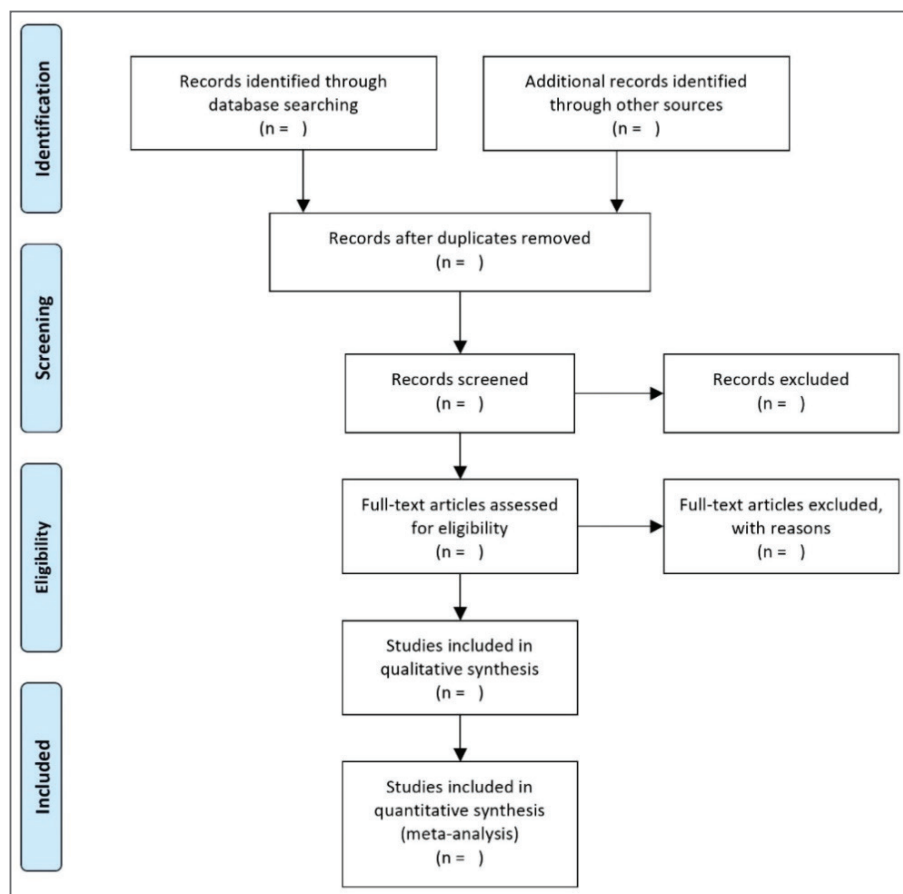 Identification
Records identified through
database searching
(n =   )
Additional records identified
through other sources
(n =   )
Records after duplicates removed
(n =   )
Screening
Records screened
(n =   )
Records excluded
(n =   )
Eligibility
Full-text articles assessed
for eligibility
(n =   )
Full-text articles excluded,
with reasons
(n =   )
Studies included in
qualitative synthesis
(n =   )
Included
Studies included in
quantitative synthesis
(meta-analysis)
(n =   )